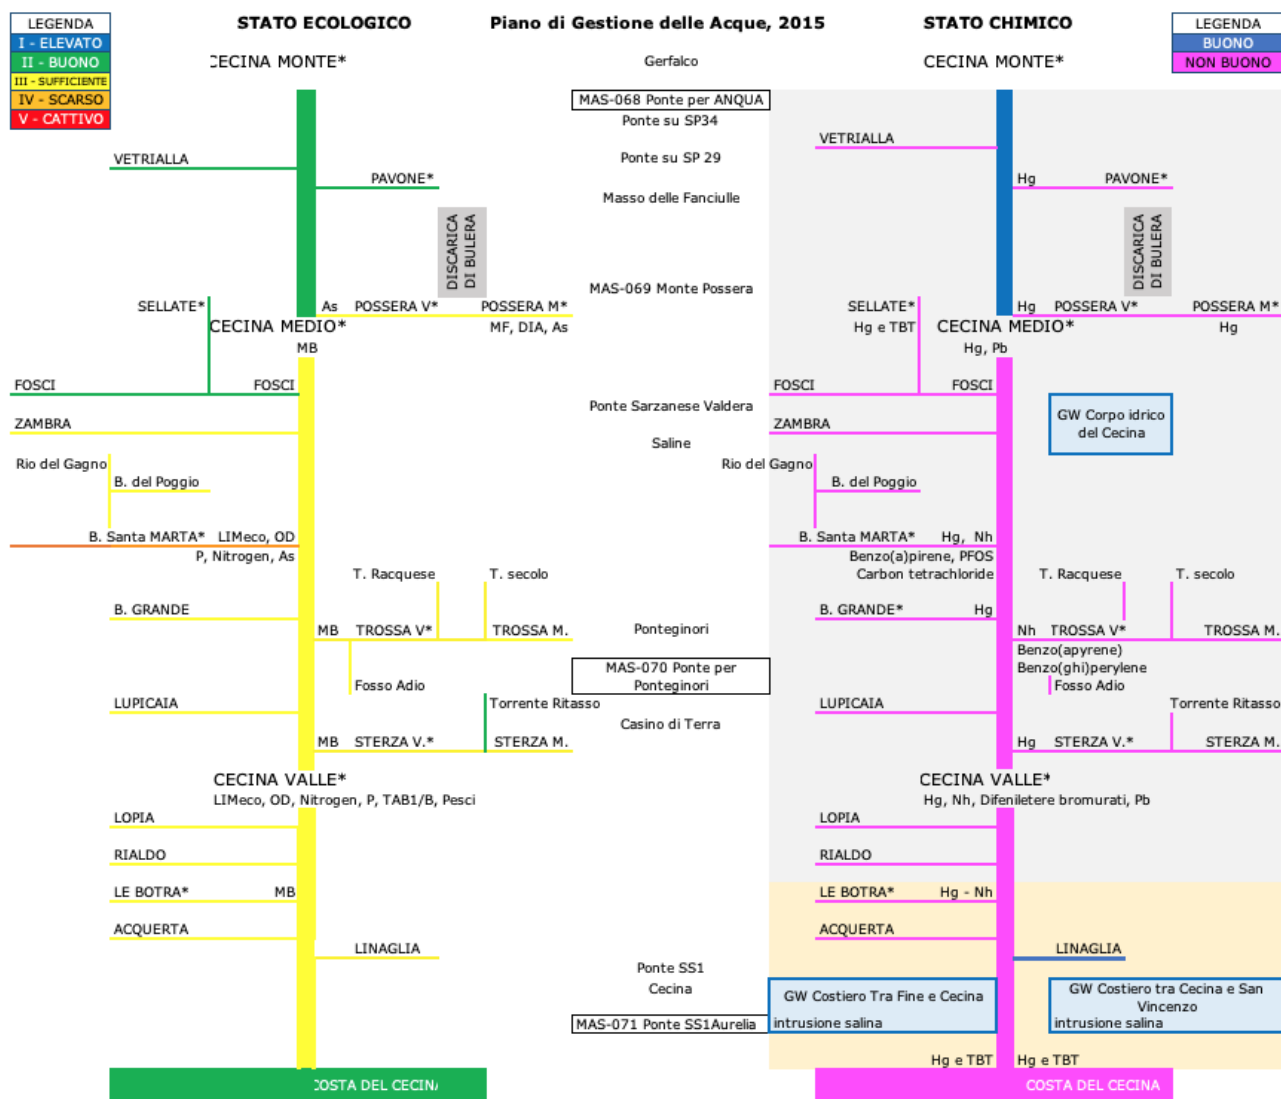 LEGENDA
I - ELEVATO
II - BUONO
III - SUFFICIENTE
IV - SCARSO
V - CATTIVO
STATO ECOLOGICO
Piano di Gestione delle Acque, 2015
STATO CHIMICO
LEGENDA
BUONO
NON BUONO
CECINA MONTE*
VETRIALLA
PAVONE*
DISCARICA
DI BULERA
SELLATE*
As
POSSERA V*
POSSERA M*
MF, DIA, As
CECINA MEDIO*
MB
FOSCI
FOSCI
ZAMBRA
Rio del Gagno
B. del Poggio
B. Santa MARTA*
LIMeco, OD
P, Nitrogen, As
T. Racquese
T. secolo
B. GRANDE
MB
TROSSA V*
TROSSA M.
Fosso Adio
LUPICAIA
Torrente Ritasso
MB
STERZA V.*
STERZA M.
CECINA VALLE*
LIMeco, OD, Nitrogen, P, TAB1/B, Pesci
LOPIA
RIALDO
LE BOTRA*
MB
ACQUERTA
LINAGLIA
COSTA DEL CECINA
Gerfalco
MAS-068 Ponte per ANQUA
Ponte su SP34
Ponte su SP 29
Masso delle Fanciulle
MAS-069 Monte Possera
Ponte Sarzanese Valdera
Saline
Ponteginori
MAS-070 Ponte per
Ponteginori
Casino di Terra
Ponte SS1
Cecina
MAS-071 Ponte SS1Aurelia
CECINA MONTE*
VETRIALLA
Hg
PAVONE*
DISCARICA
DI BULERA
SELLATE*
Hg e TBT
Hg
POSSERA V*
POSSERA M*
Hg
CECINA MEDIO*
Hg, Pb
FOSCI
FOSCI
GW Corpo idrico
del Cecina
ZAMBRA
Rio del Gagno
B. del Poggio
B. Santa MARTA*
Hg, Nh
Benzo(a)pirene, PFOS
Carbon tetrachloride
T. Racquese
T. secolo
B. GRANDE*
Hg
Nh
TROSSA V*
TROSSA M.
Benzo(apyrene)
Benzo(ghi)perylene
Fosso Adio
LUPICAIA
Torrente Ritasso
Hg
STERZA V.*
STERZA M.
CECINA VALLE*
Hg, Nh, Difeniletere bromurati, Pb
LOPIA
RIALDO
LE BOTRA*
Hg - Nh
ACQUERTA
LINAGLIA
GW Costiero Tra Fine e Cecina
intrusione salina
GW Costiero tra Cecina e San
Vincenzo
intrusione salina
Hg e TBT
Hg e TBT
COSTA DEL CECINA